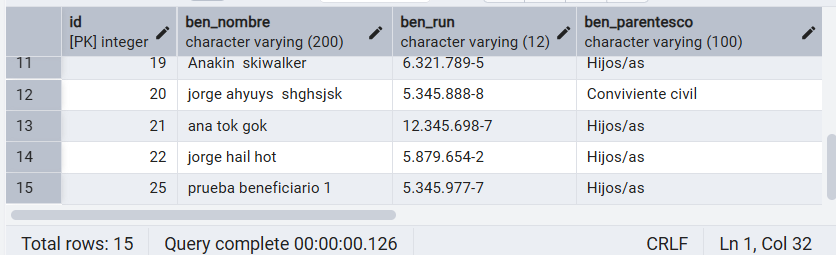 id ben_nombre ben_run ben_parentesco
[PK] integer character varying (200) character varying (12) character varying (100)
11 19 Anakin  skiwalker 6.321.789-5 Hijos/as
12 20 jorge ahyuys  shghsjsk 5.345.888-8 Conviviente civil
13 21 ana tok gok 12.345.698-7 Hijos/as
14 22 jorge hail hot 5.879.654-2 Hijos/as
15 25 prueba beneficiario 1 5.345.977-7 Hijos/as
Total rows: 15 Query complete 00:00:00.126 CRLF Ln 1, Col 32